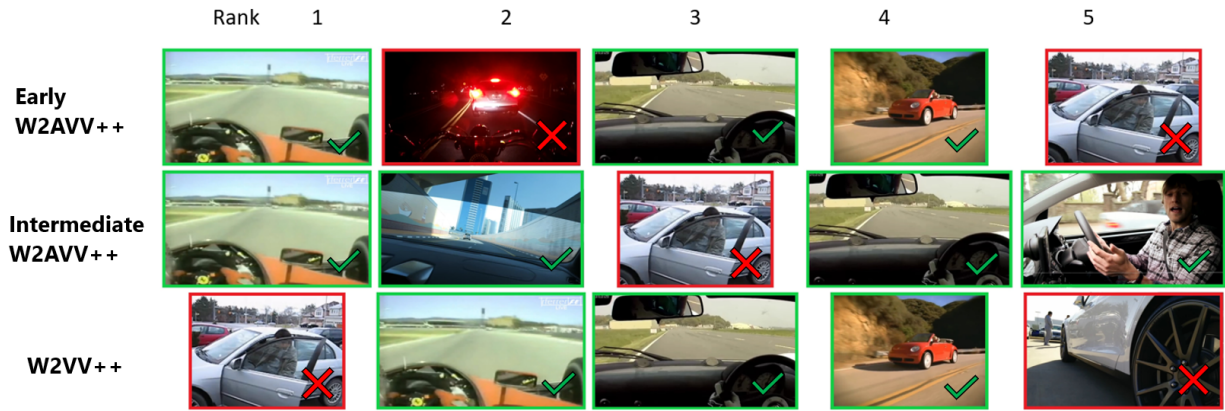 Rank 1 2 3 4 5
Early
W2AVV++
Intermediate
W2AVV++
W2VV++